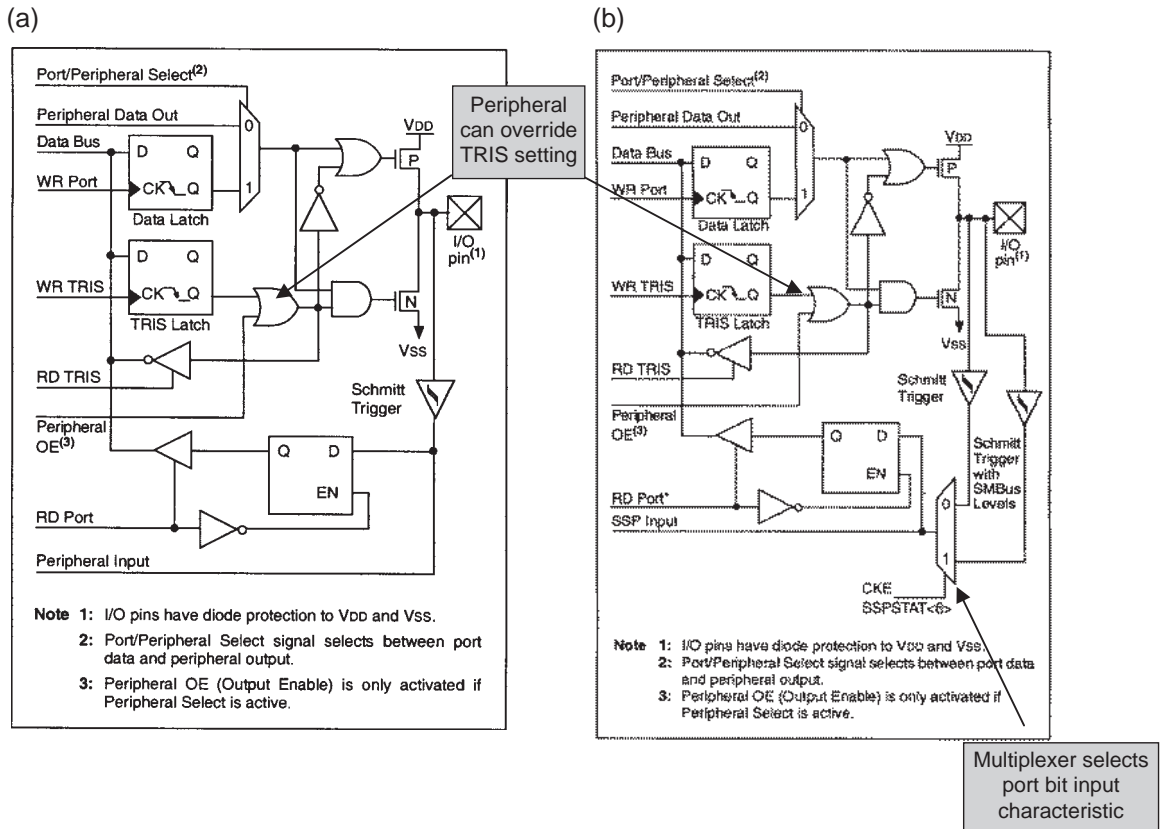 (a)
Port/Peripheral Select(2)
Peripheral Data Out
Data Bus
WR Port
D Q
CK Q
Data Latch
0
1
D Q
CK Q
TRIS Latch
WR TRIS
RD TRIS
Peripheral
OE(3)
RD Port
Peripheral Input
VDD
P
N
VSS
I/O
pin(1)
Schmitt
Trigger
Q D
EN
Note 1: I/O pins have diode protection to VDD and VSS.
2: Port/Peripheral Select signal selects between port
data and peripheral output.
3: Peripheral OE (Output Enable) is only activated if
Peripheral Select is active.
Peripheral
can override
TRIS setting
(b)
Port/Peripheral Select(2)
Peripheral Data Out
Data Bus
WR Port
D Q
CK Q
Data Latch
0
1
D Q
CK Q
TRIS Latch
WR TRIS
RD TRIS
Peripheral
OE(3)
RD Port*
SSP Input
VDD
P
N
VSS
I/O
pin(1)
Schmitt
Trigger
Schmitt
Trigger
with
SMBus
Levels
Q D
EN
0
1
CKE
SSPSTAT<6>
Note 1: I/O pins have diode protection to VDD and VSS.
2: Port/Peripheral Select signal selects between port data
and peripheral output.
3: Peripheral OE (Output Enable) is only activated if
Peripheral Select is active.
Multiplexer selects
port bit input
characteristic